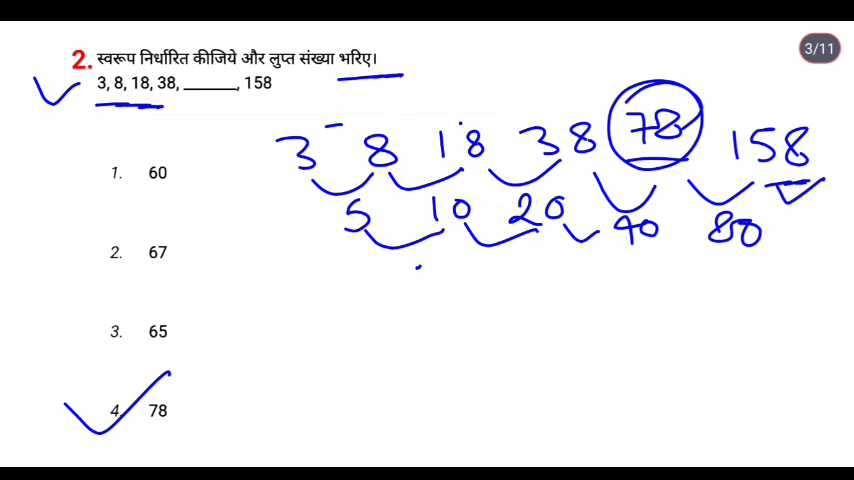 3/11
2. स्वरूप निर्धारित कीजिये और लुप्त संख्या भरिए।
3, 8, 18, 38, ______, 158
3 8 18 38 78 158
5 10 20 40 80
1. 60
2. 67
3. 65
4. 78